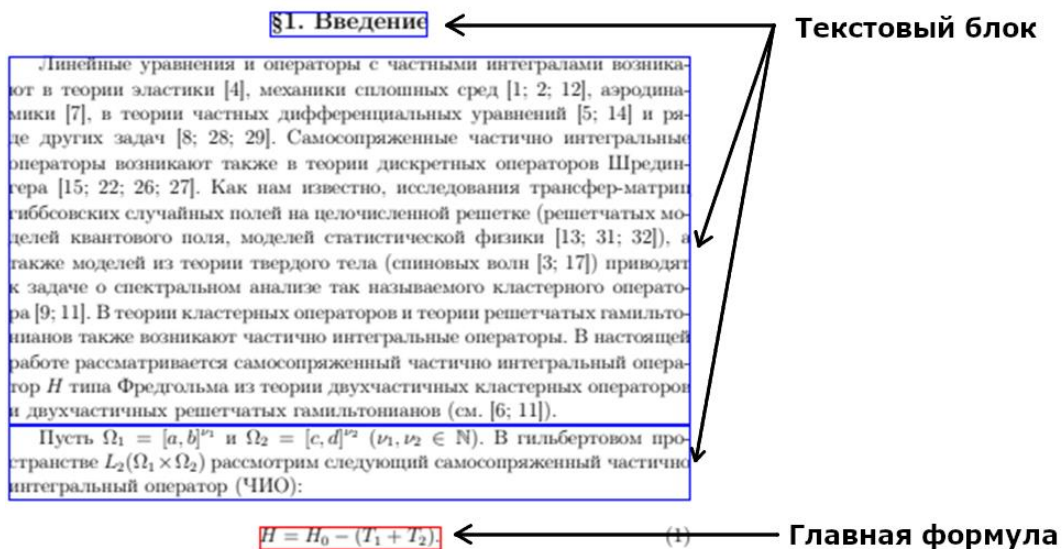 §1. Введение
Текстовый блок
Линейные уравнения и операторы с частными интегралами возника-
ют в теории эластики [4], механики сплошных сред [1; 2; 12], аэродина-
мики [7], в теории частных дифференциальных уравнений [5; 14] и ря-
де других задач [8; 28; 29]. Самосопряженные частично интегральные
операторы возникают также в теории дискретных операторов Шредин-
гера [15; 22; 26; 27]. Как нам известно, исследования трансфер-матриц
гиббсовских случайных полей на целочисленной решетке (решетчатых мо-
делей квантового поля, моделей статистической физики [13; 31; 32]), а
также моделей из теории твердого тела (спиновых волн [3; 17]) приводят
к задаче о спектральном анализе так называемого кластерного операто-
ра [9; 11]. В теории кластерных операторов и теории решетчатых гамильто-
нианов также возникают частично интегральные операторы. В настоящей
работе рассматривается самосопряженный частично интегральный опера-
тор H типа Фредгольма из теории двухчастичных кластерных операторов
и двухчастичных решетчатых гамильтонианов (см. [6; 11]).
Пусть Ω₁ = [a, b]^ν₁ и Ω₂ = [c, d]^ν₂ (ν₁, ν₂ ∈ ℕ). В гильбертовом про-
странстве L₂(Ω₁×Ω₂) рассмотрим следующий самосопряженный частично
интегральный оператор (ЧИО):
H = H₀ − (T₁ + T₂). (1)
Главная формула